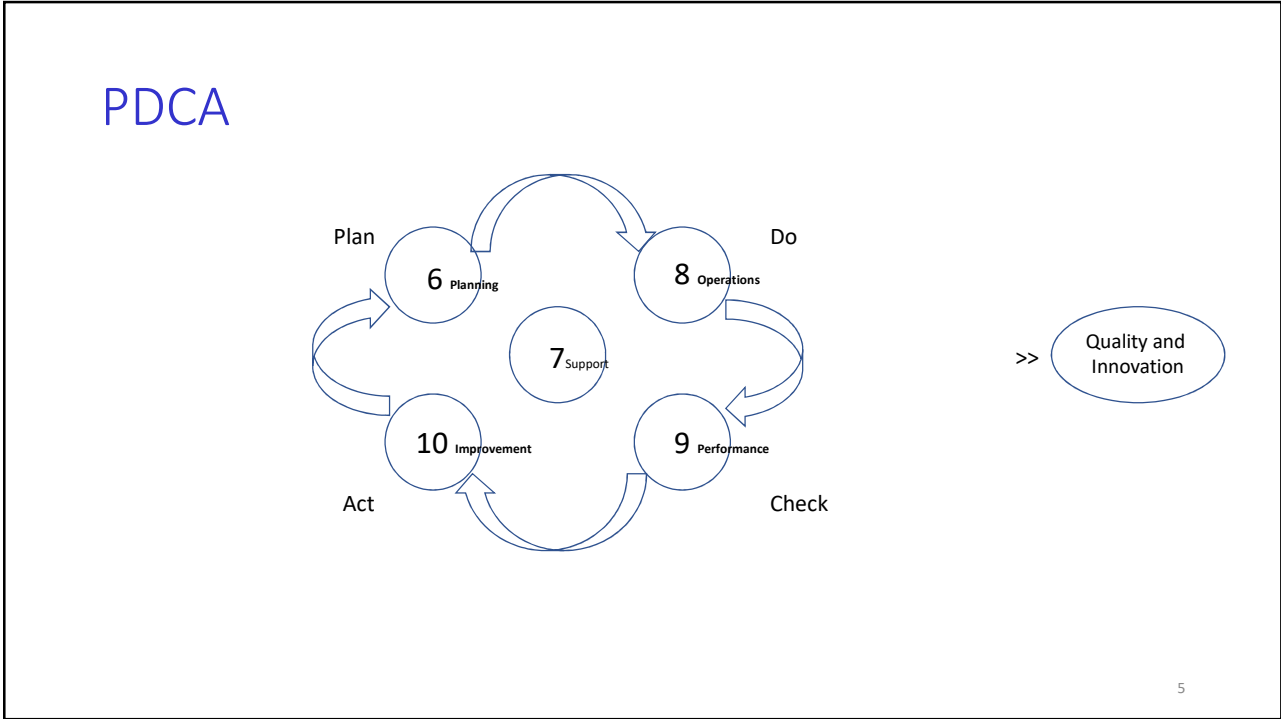 PDCA
Plan
Do
6 Planning
8 Operations
7 Support
>>
Quality and
Innovation
10 Improvement
9 Performance
Act
Check
5